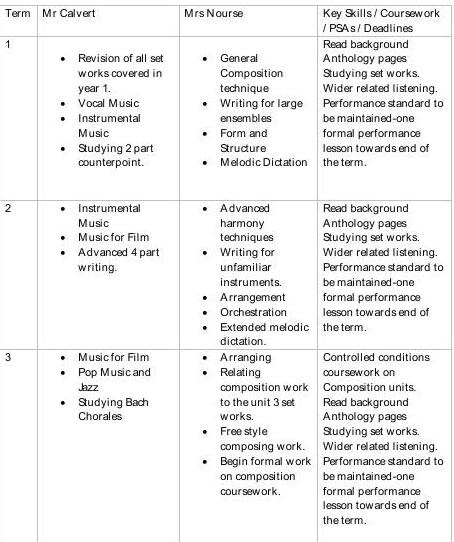 Term Mr Calvert Mrs Nourse Key Skills / Coursework
/ PSAs / Deadlines
1
• Revision of all set
works covered in
year 1.
• Vocal Music
• Instrumental
Music
• Studying 2 part
counterpoint.
• General
Composition
technique
• Writing for large
ensembles
• Form and
Structure
• Melodic Dictation
Read background
Anthology pages
Studying set works.
Wider related listening.
Performance standard to
be maintained-one
formal performance
lesson towards end of
the term.
2
• Instrumental
Music
• Music for Film
• Advanced 4 part
writing.
• Advanced
harmony
techniques
• Writing for
unfamiliar
instruments.
• Arrangement
• Orchestration
• Extended melodic
dictation.
Read background
Anthology pages
Studying set works.
Wider related listening.
Performance standard to
be maintained-one
formal performance
lesson towards end of
the term.
3
• Music for Film
• Pop Music and
Jazz
• Studying Bach
Chorales
• Arranging
• Relating
composition work
to the unit 3 set
works.
• Free style
composing work.
• Begin formal work
on composition
coursework.
Controlled conditions
coursework on
Composition units.
Read background
Anthology pages
Studying set works.
Wider related listening.
Performance standard to
be maintained-one
formal performance
lesson towards end of
the term.